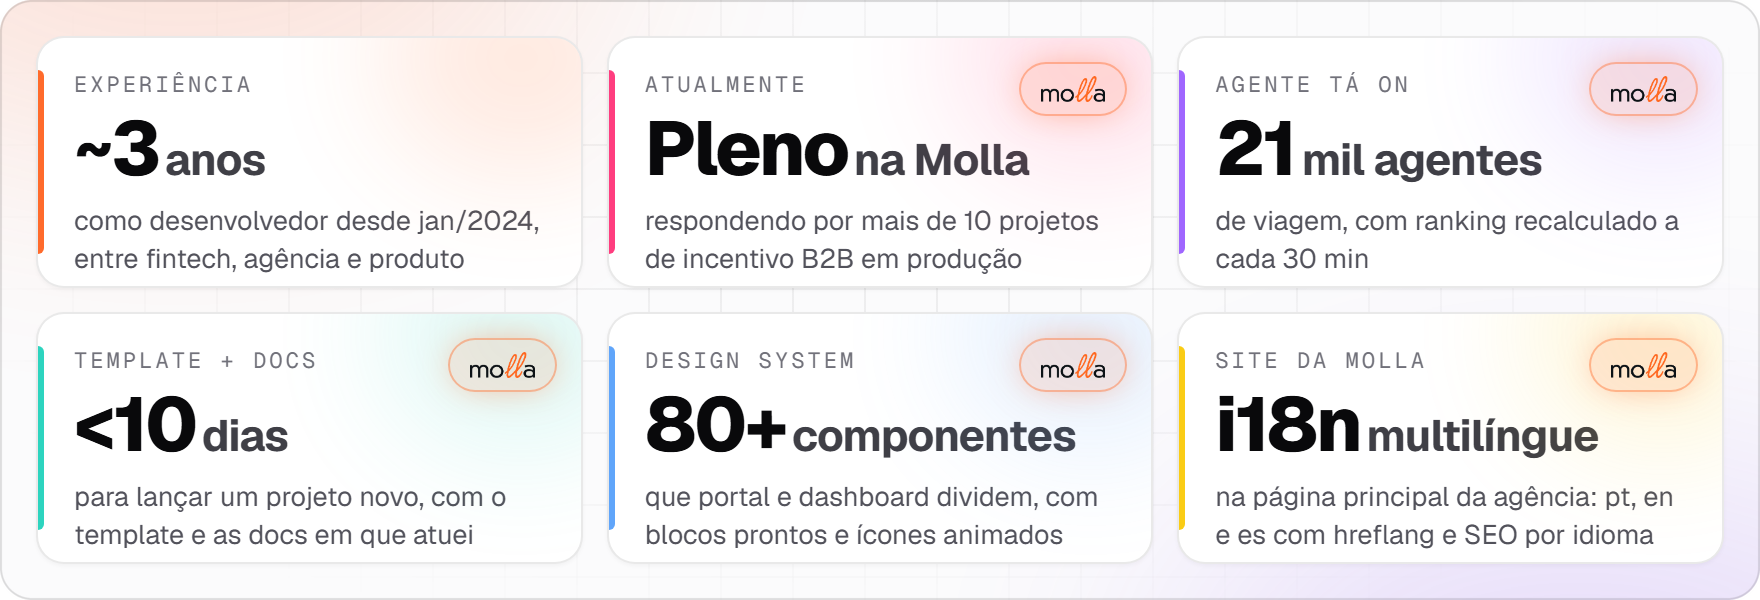 EXPERIÊNCIA
~3 anos
como desenvolvedor desde jan/2024,
entre fintech, agência e produto
ATUALMENTE
molla
Pleno na Molla
respondendo por mais de 10 projetos
de incentivo B2B em produção
AGENTE TÁ ON
molla
21 mil agentes
de viagem, com ranking recalculado a
cada 30 min
TEMPLATE + DOCS
molla
<10 dias
para lançar um projeto novo, com o
template e as docs em que atuei
DESIGN SYSTEM
molla
80+ componentes
que portal e dashboard dividem, com
blocos prontos e ícones animados
SITE DA MOLLA
molla
i18n multilíngue
na página principal da agência: pt, en
e es com hreflang e SEO por idioma